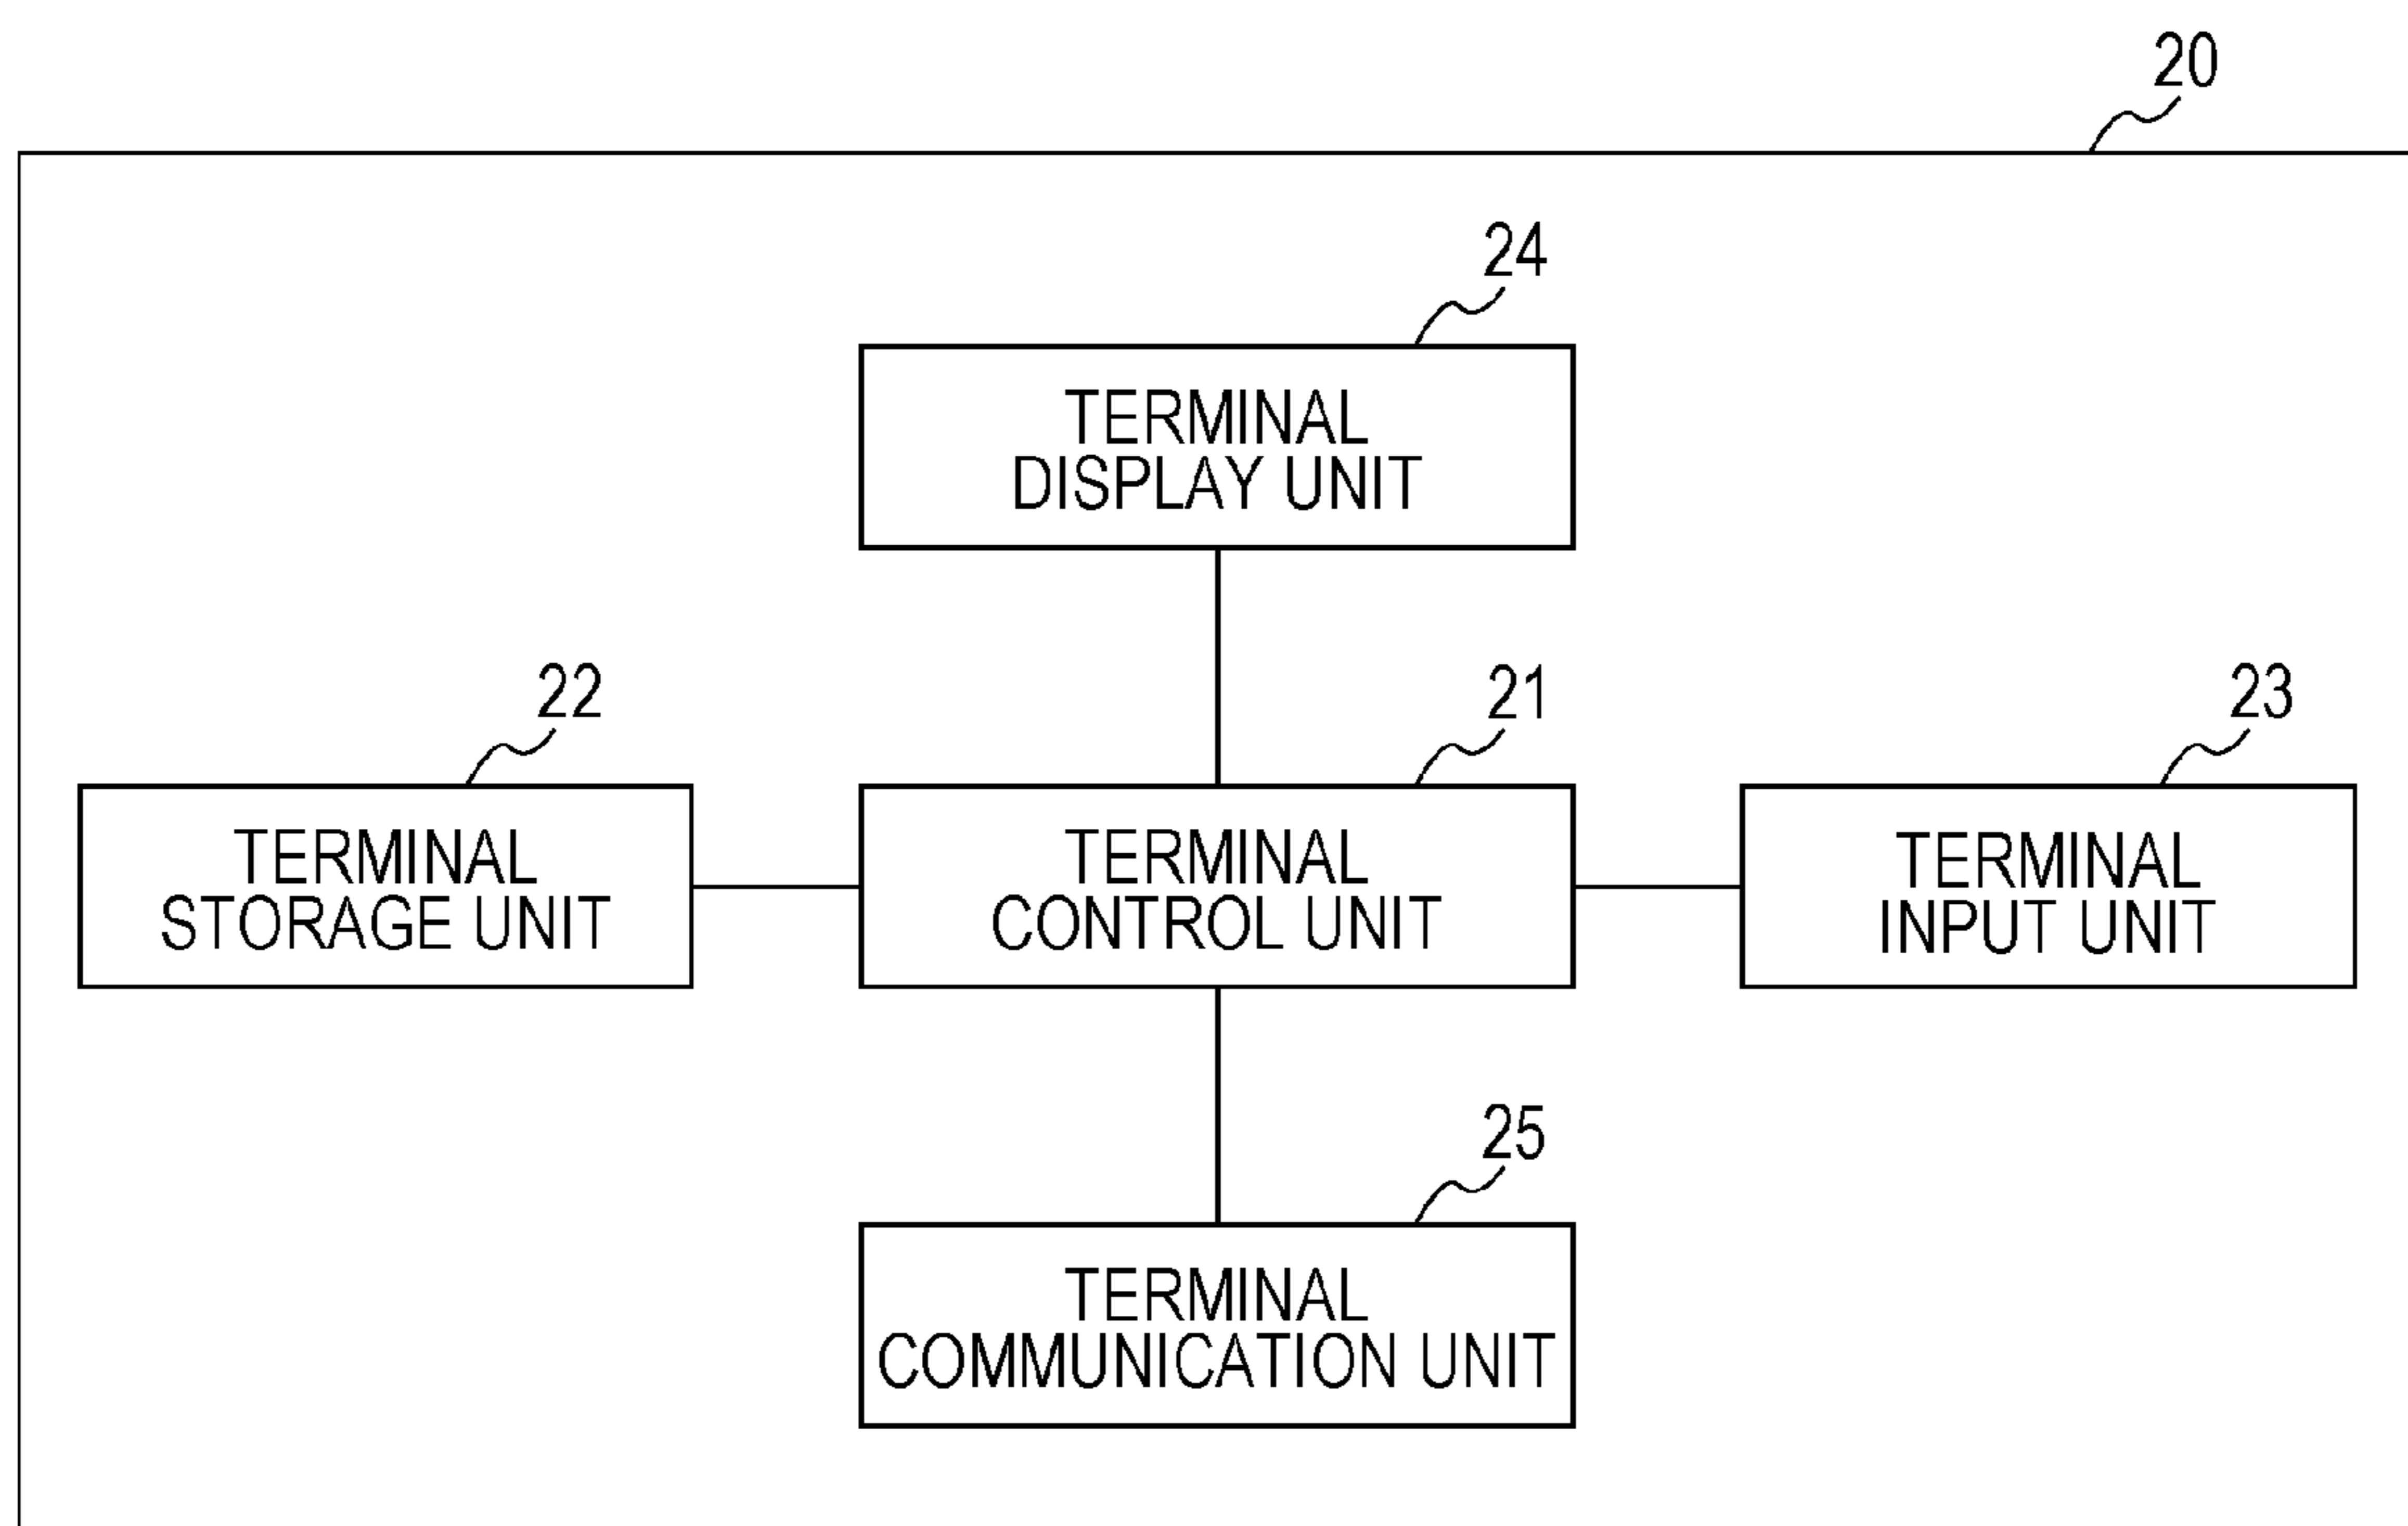 20
24
TERMINAL
DISPLAY UNIT
22
21
23
TERMINAL
STORAGE UNIT
TERMINAL
CONTROL UNIT
TERMINAL
INPUT UNIT
25
TERMINAL
COMMUNICATION UNIT